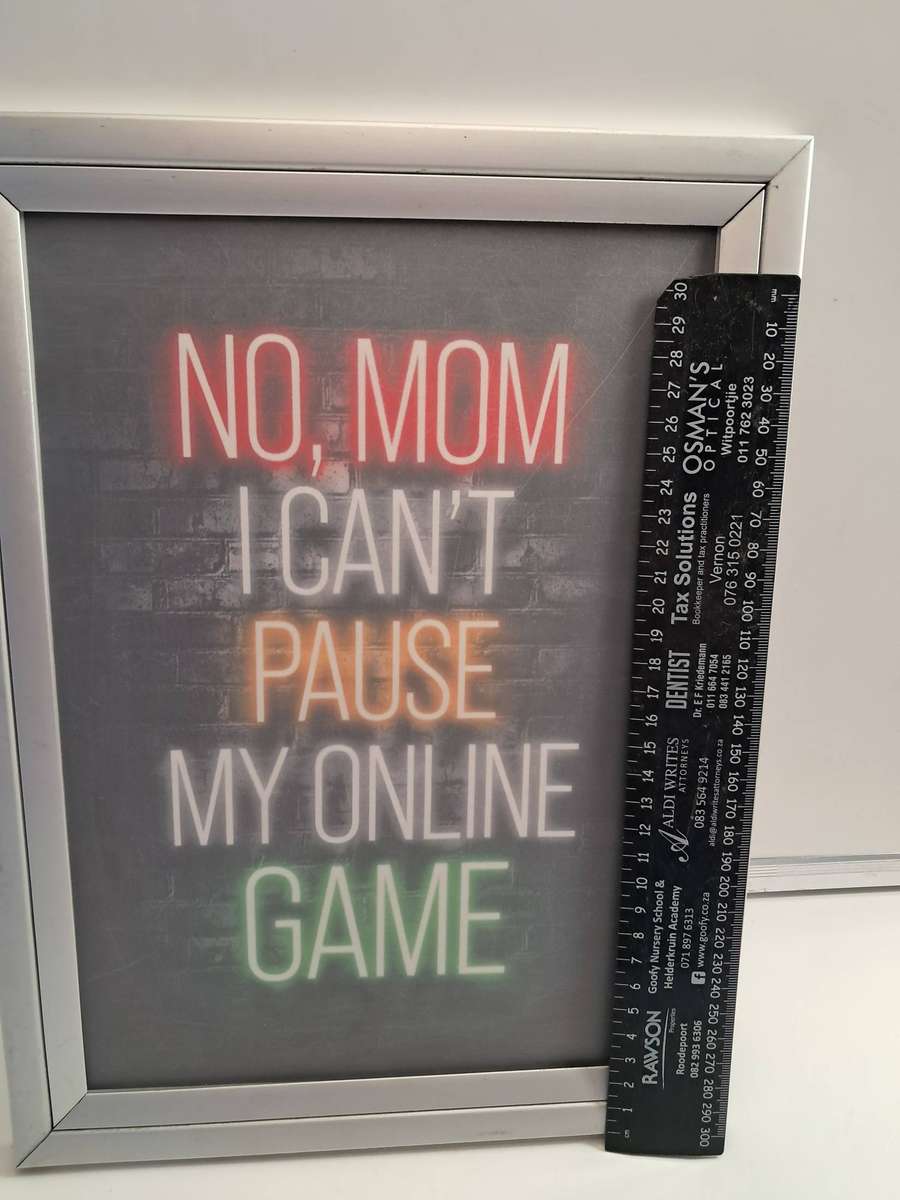 NO, MOM
I CAN'T
PAUSE
MY ONLINE
GAME
cm 1 2 3 4 5 6 7 8 9 10 11 12 13 14 15 16 17 18 19 20 21 22 23 24 25 26 27 28 29 30
RAWSON
Properties
Roodepoort
082 993 6306
Goofy Nursery School &
Helderkruin Academy
071 897 6313
www.goofy.co.za
ALDI WRITES
ATTORNEYS
083 564 9214
aldi@aldiwritesattorneys.co.za
DENTIST
Dr. E F Kriedemann
011 664 7054
083 441 2165
Tax Solutions
Bookkeeper and tax practitioners
Vernon
076 315 0221
OSMAN'S
OPTICAL
Witpoortjie
011 762 3023
mm 10 20 30 40 50 60 70 80 90 100 110 120 130 140 150 160 170 180 190 200 210 220 230 240 250 260 270 280 290 300